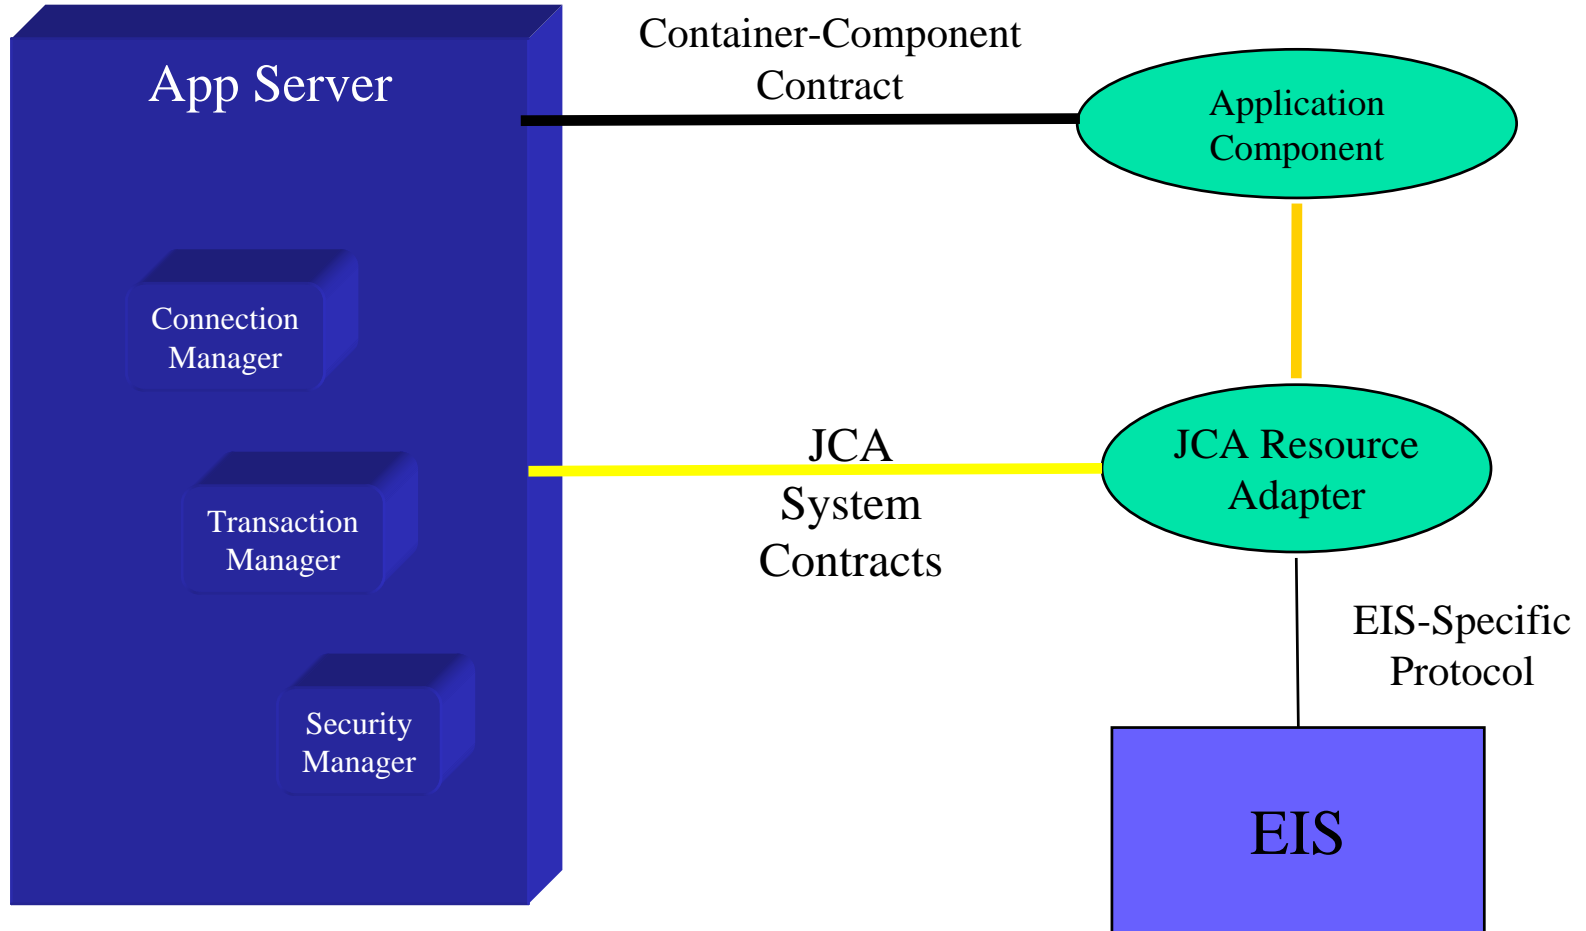 Container-Component
Contract
App Server
Application
Component
Connection
Manager
JCA
System
Contracts
JCA Resource
Adapter
Transaction
Manager
EIS-Specific
Protocol
Security
Manager
EIS